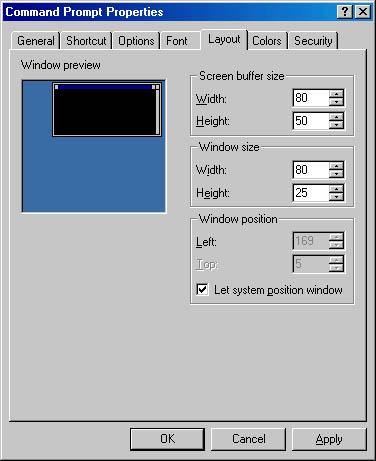 Command Prompt Properties
General Shortcut Options Font Layout Colors Security
Window preview
Screen buffer size
Width: 80
Height: 50
Window size
Width: 80
Height: 25
Window position
Left: 169
Top: 5
Let system position window
OK Cancel Apply